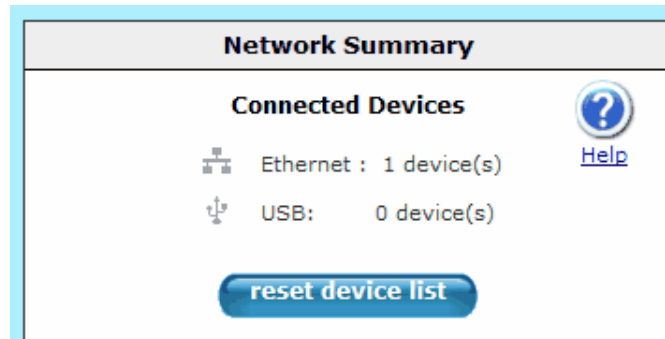 Network Summary
Connected Devices
Help
Ethernet : 1 device(s)
USB: 0 device(s)
reset device list